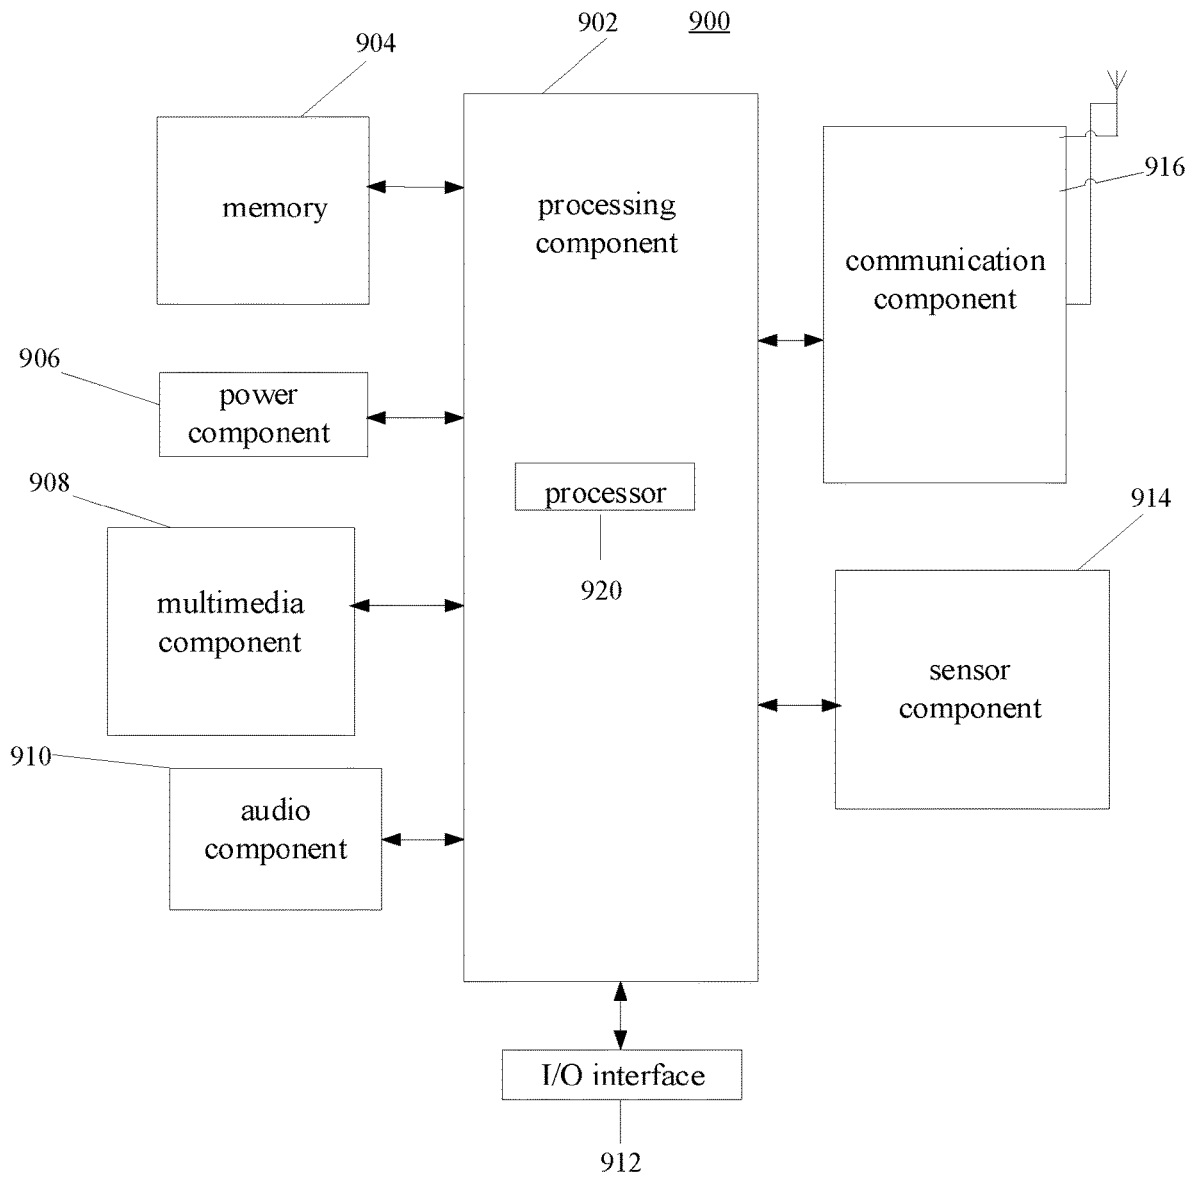 902
900
904
916
memory
processing
component
communication
component
906
power
component
908
processor
914
920
multimedia
component
sensor
component
910
audio
component
I/O interface
912